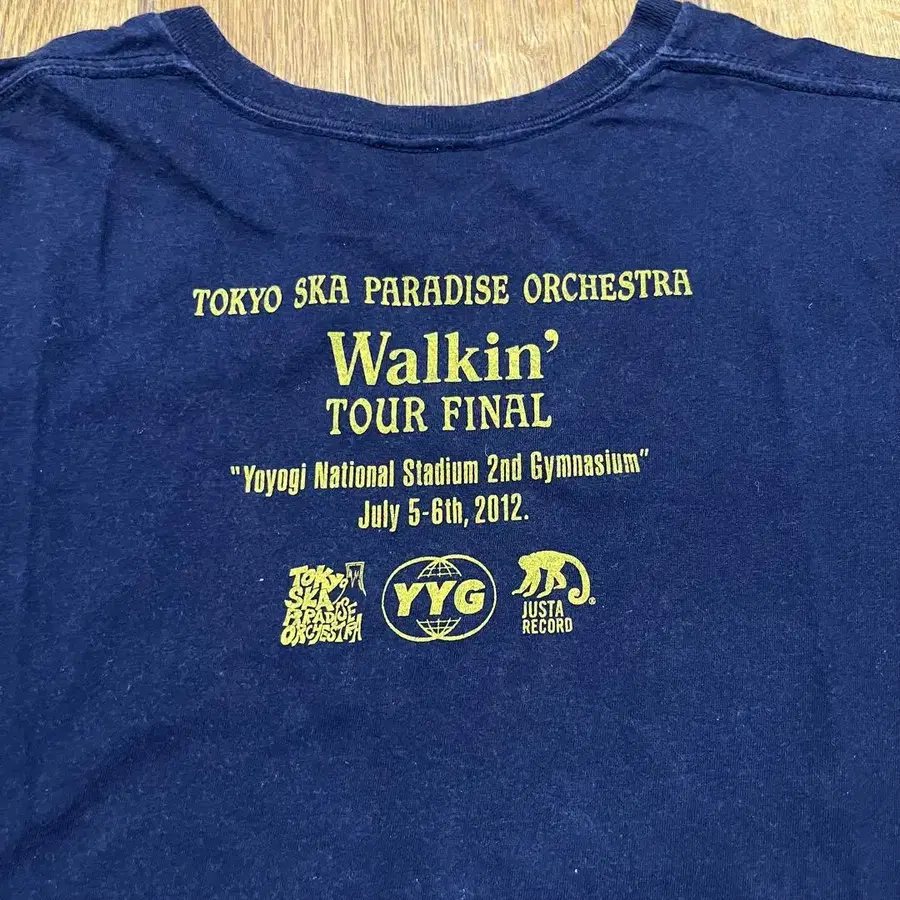 TOKYO SKA PARADISE ORCHESTRA
Walkin'
TOUR FINAL
"Yoyogi National Stadium 2nd Gymnasium"
July 5-6th, 2012.
TOKYO
SKA
PARADISE
ORCHESTRA
YYG
JUSTA
RECORD
®